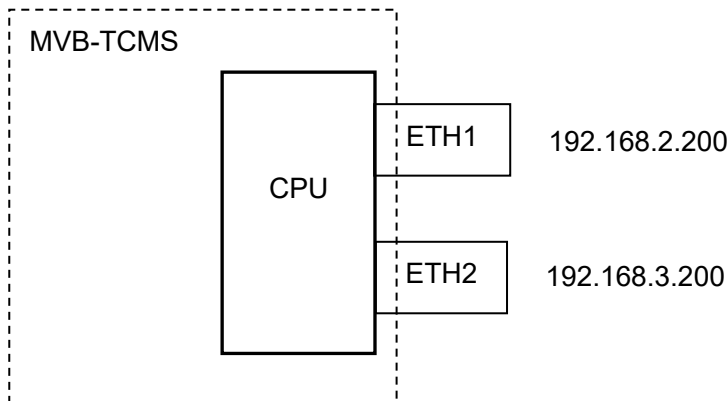 MVB-TCMS
ETH1
192.168.2.200
CPU
ETH2
192.168.3.200